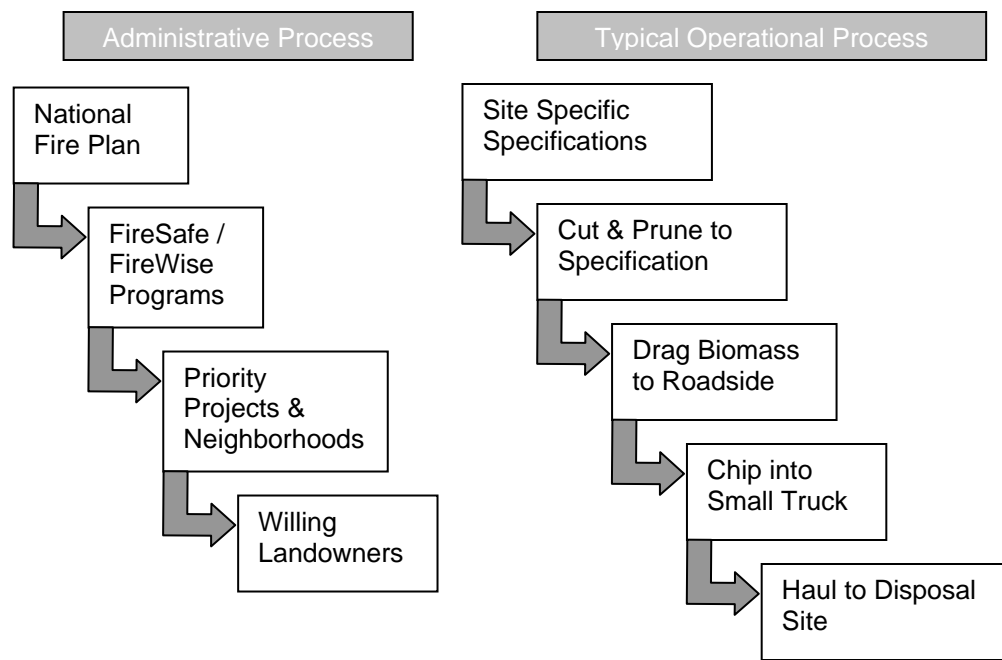 Administrative Process
National
Fire Plan
FireSafe /
FireWise
Programs
Priority
Projects &
Neighborhoods
Willing
Landowners
Typical Operational Process
Site Specific
Specifications
Cut & Prune to
Specification
Drag Biomass
to Roadside
Chip into
Small Truck
Haul to Disposal
Site